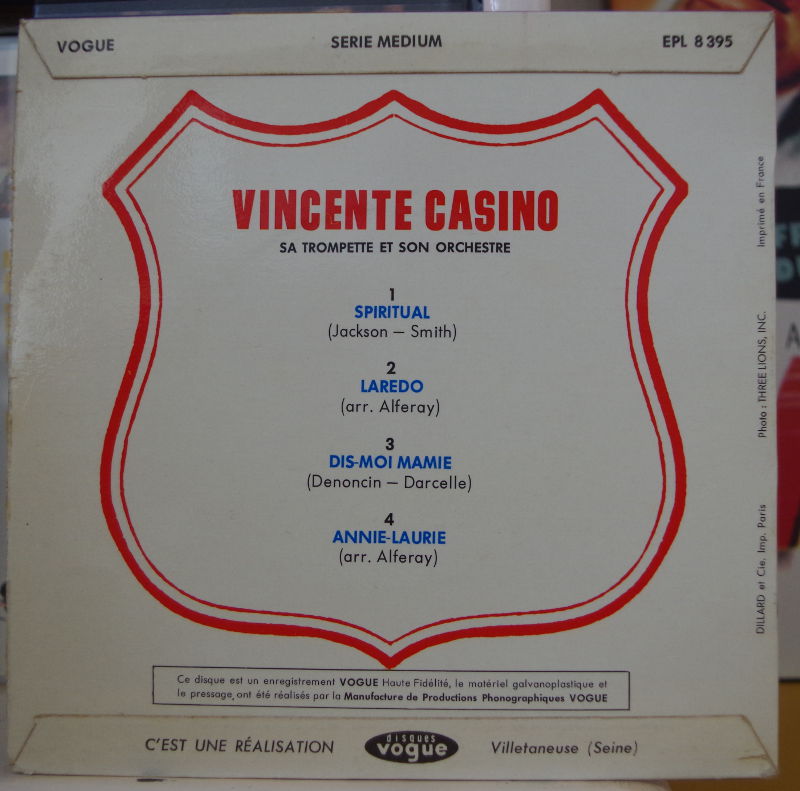 VOGUE SERIE MEDIUM EPL 8 395
VINCENTE CASINO
SA TROMPETTE ET SON ORCHESTRE
1
SPIRITUAL
(Jackson — Smith)
2
LAREDO
(arr. Alferay)
3
DIS-MOI MAMIE
(Denoncin — Darcelle)
4
ANNIE-LAURIE
(arr. Alferay)
Ce disque est un enregistrement VOGUE Haute Fidélité, le matériel galvanoplastique et
le pressage, ont été réalisés par la Manufacture de Productions Phonographiques VOGUE
C'EST UNE RÉALISATION disques vogue Villetaneuse (Seine)
Imprimé en France
Photo : THREE LIONS, INC.
DILLARD et Cie. Imp. Paris